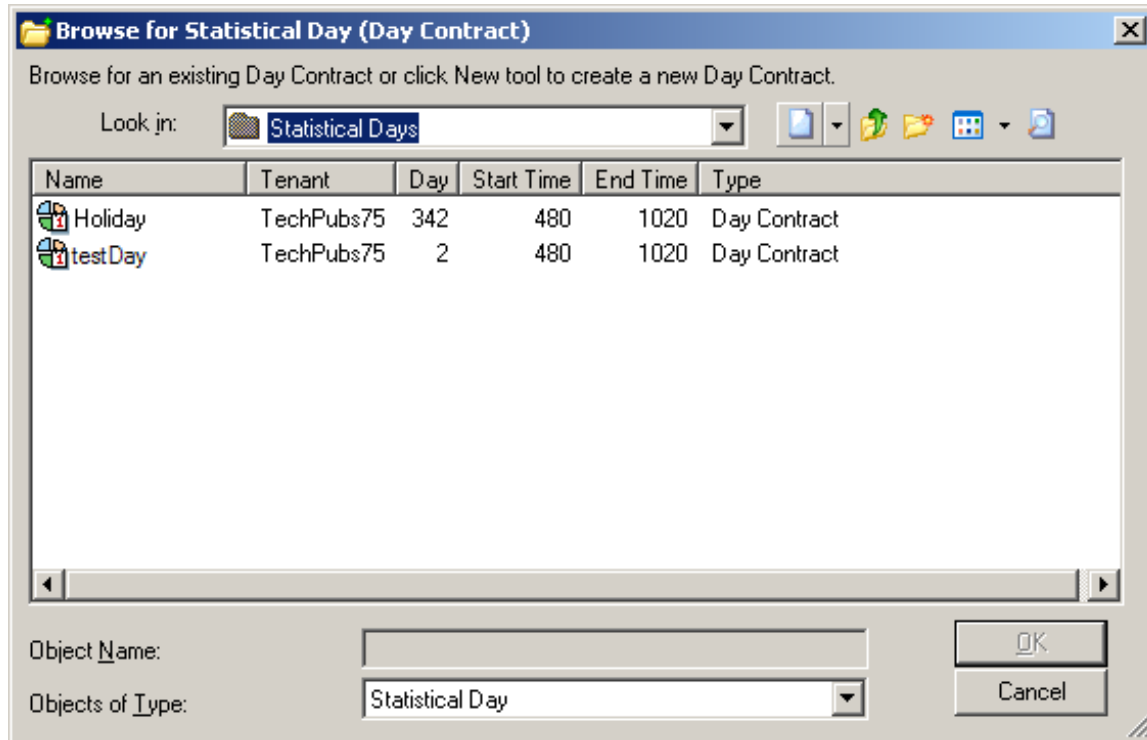 Browse for Statistical Day (Day Contract)
Browse for an existing Day Contract or click New tool to create a new Day Contract.
Look in: Statistical Days
Name Tenant Day Start Time End Time Type
Holiday TechPubs75 342 480 1020 Day Contract
testDay TechPubs75 2 480 1020 Day Contract
Object Name: OK
Objects of Type: Statistical Day Cancel